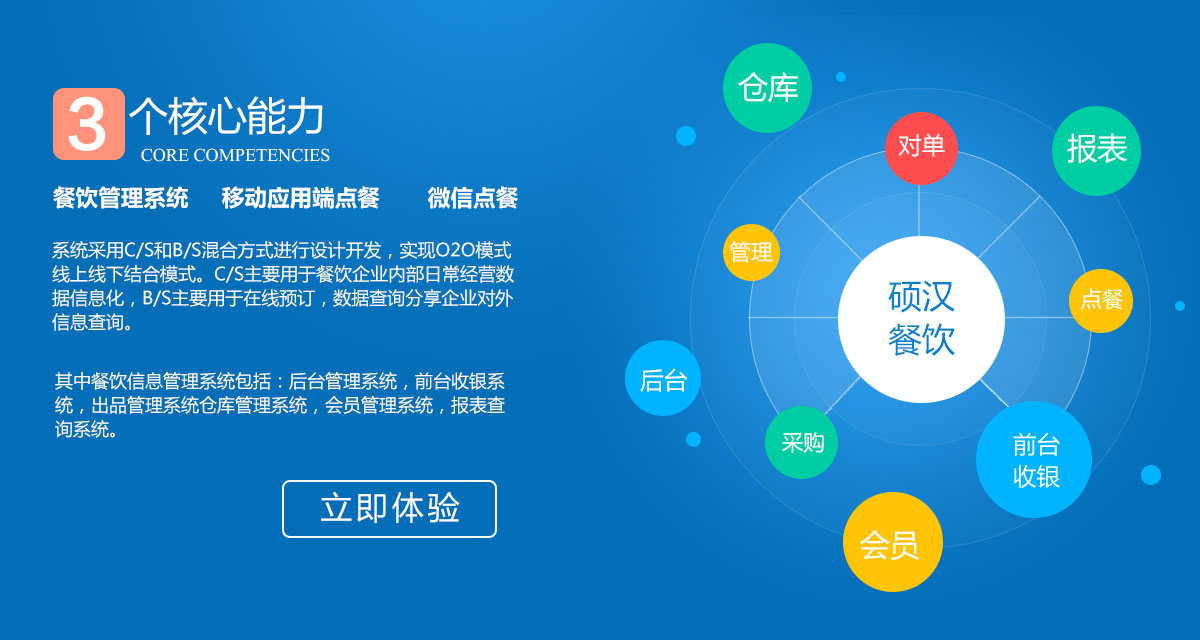 3个核心能力
CORE COMPETENCIES
餐饮管理系统 移动应用端点餐 微信点餐
系统采用C/S和B/S混合方式进行设计开发，实现O2O模式
线上线下结合模式。C/S主要用于餐饮企业内部日常经营数
据信息化，B/S主要用于在线预订，数据查询分享企业对外
信息查询。
其中餐饮信息管理系统包括：后台管理系统，前台收银系
统，出品管理系统仓库管理系统，会员管理系统，报表查
询系统。
立即体验
仓库
对单
报表
管理
点餐
硕汉
餐饮
后台
采购
前台
收银
会员